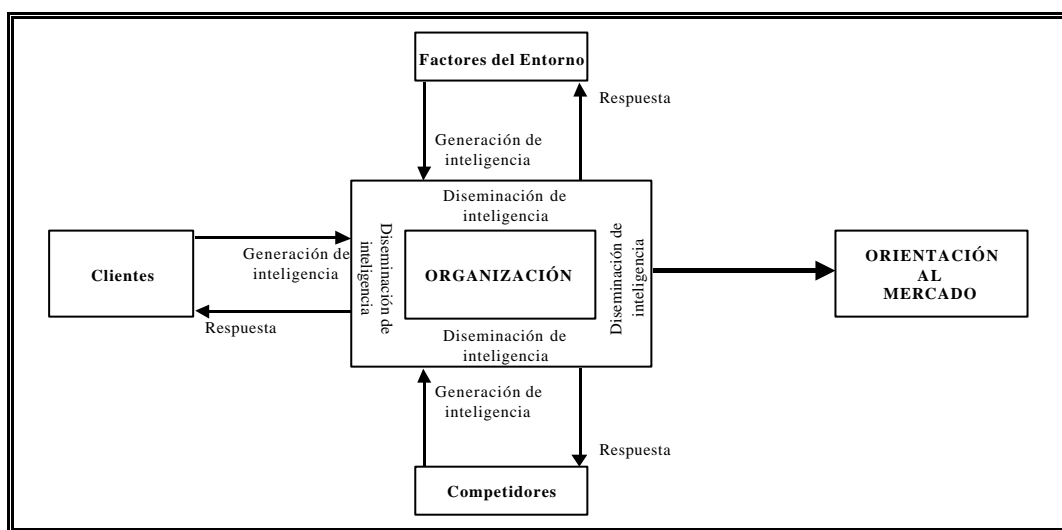 Factores del Entorno
Respuesta
Generación de
inteligencia
Diseminación de
inteligencia
Clientes
Generación de
inteligencia
Respuesta
Diseminación de
inteligencia
ORGANIZACIÓN
Diseminación de
inteligencia
ORIENTACIÓN
AL
MERCADO
Diseminación de
inteligencia
Generación de
inteligencia
Respuesta
Competidores